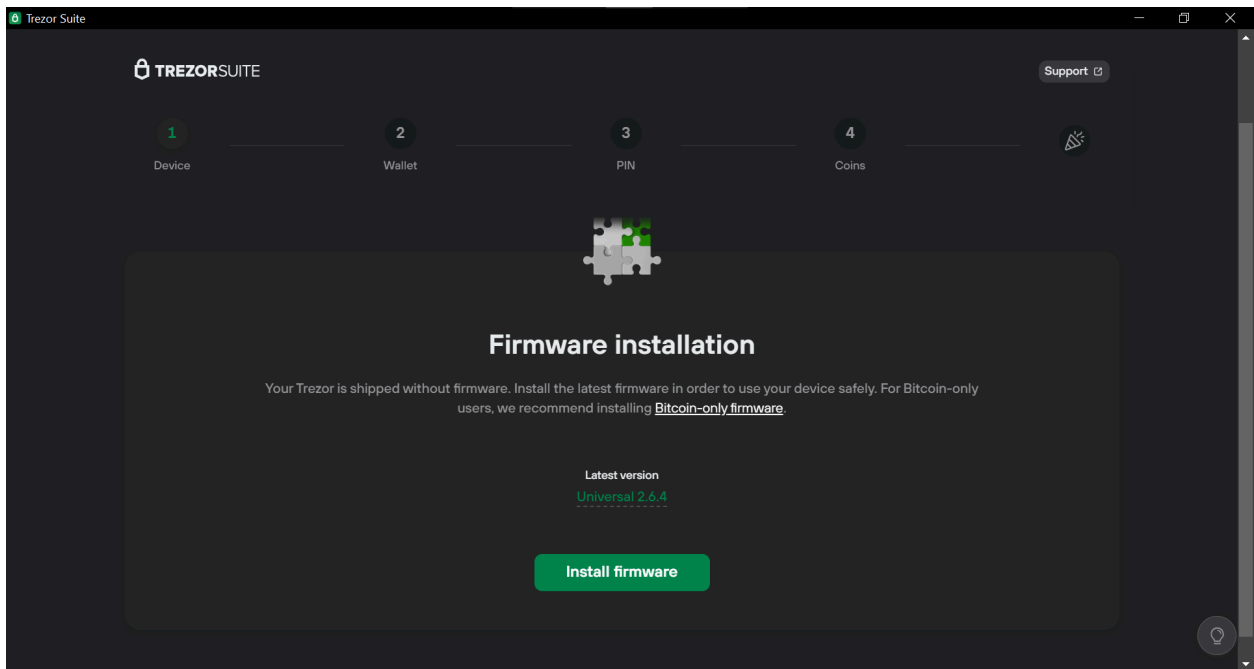 Trezor Suite
TREZORSUITE
Support
1
2
3
4
Device
Wallet
PIN
Coins
Firmware installation
Your Trezor is shipped without firmware. Install the latest firmware in order to use your device safely. For Bitcoin-only
users, we recommend installing Bitcoin-only firmware.
Latest version
Universal 2.6.4
Install firmware